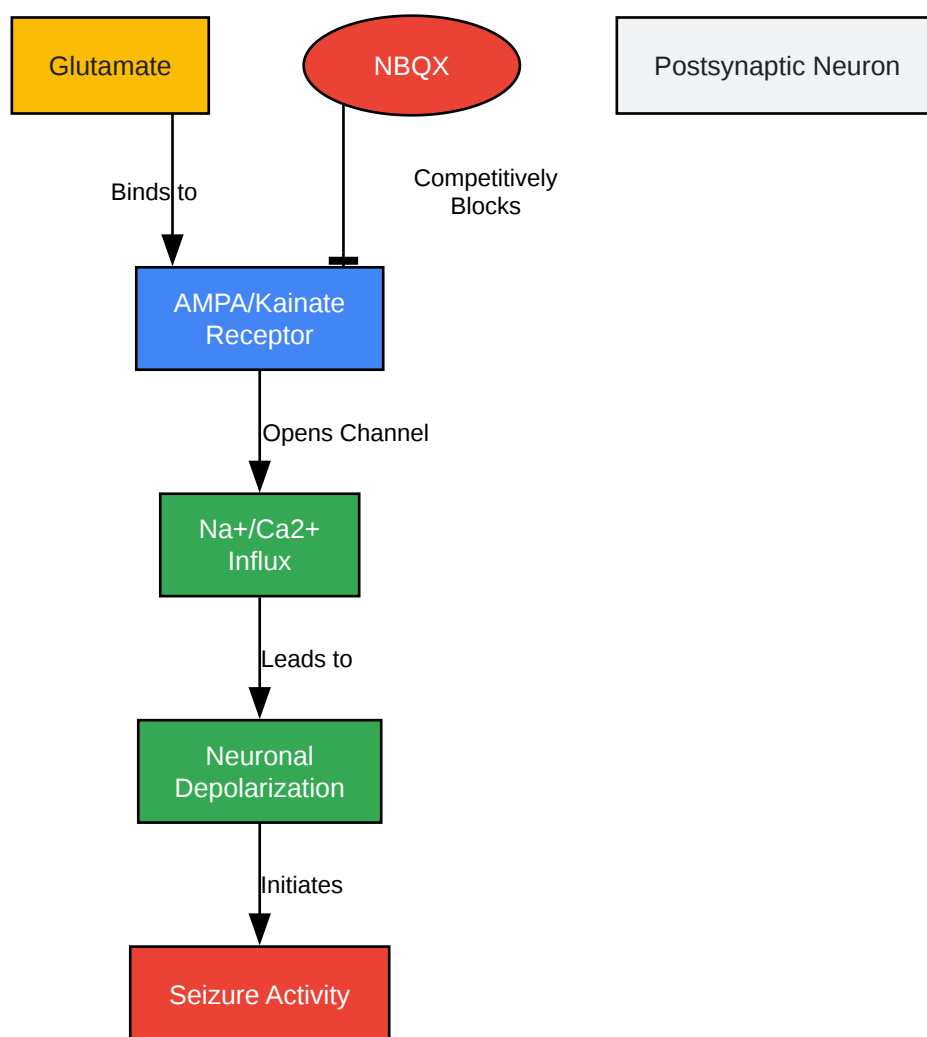 Glutamate
NBQX
Postsynaptic Neuron
Binds to
Competitively
Blocks
AMPA/Kainate
Receptor
Opens Channel
Na+/Ca2+
Influx
Leads to
Neuronal
Depolarization
Initiates
Seizure Activity